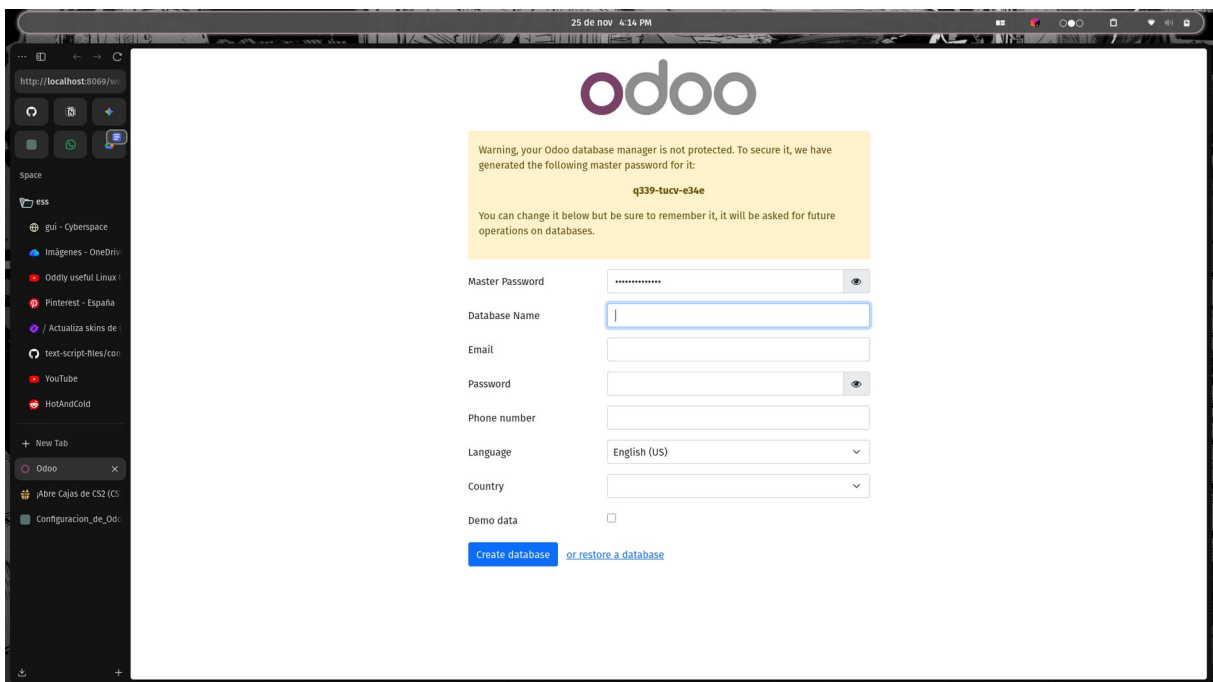 25 de nov 4:14 PM
http://localhost:8069/w
Space
ess
gui - Cyberspace
Imágenes - OneDriv
Oddly useful Linux
Pinterest - España
/ Actualiza skins de
text-script-files/con
YouTube
HotAndCold
+ New Tab
Odoo
¡Abre Cajas de CS2 (CS
Configuracion_de_Odo
odoo
Warning, your Odoo database manager is not protected. To secure it, we have
generated the following master password for it:
q339-tucv-e34e
You can change it below but be sure to remember it, it will be asked for future
operations on databases.
Master Password ••••••••••••••
Database Name
Email
Password
Phone number
Language English (US)
Country
Demo data
Create database or restore a database